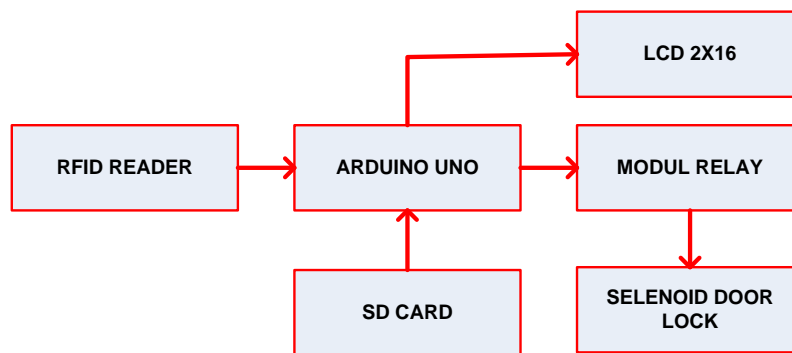 LCD 2X16
RFID READER
ARDUINO UNO
MODUL RELAY
SD CARD
SELENOID DOOR
LOCK